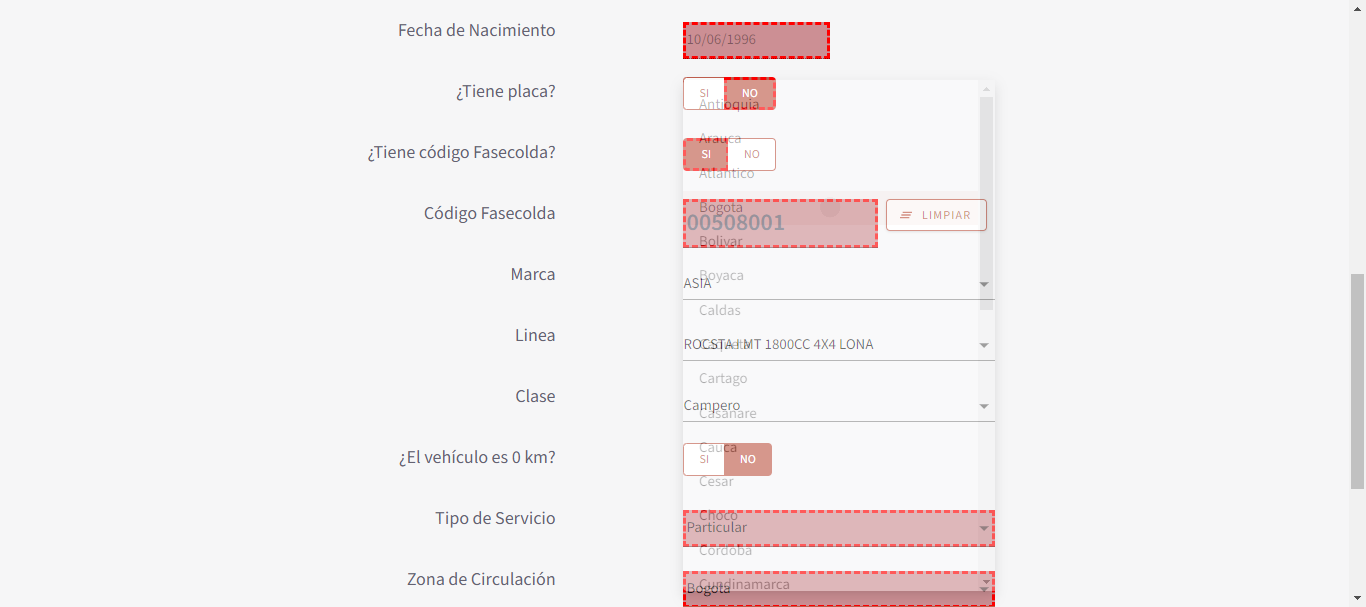 Fecha de Nacimiento
10/06/1996
¿Tiene placa?
SI NO
Antioquia
Arauca
¿Tiene código Fasecolda?
SI NO
Atlantico
Bogota
Código Fasecolda
00508001
LIMPIAR
Bolivar
Marca
Boyaca
ASIA
Caldas
Linea
ROCSTA I MT 1800CC 4X4 LONA
Caqueta
Cartago
Clase
Campero
Casanare
Cauca
¿El vehículo es 0 km?
SI NO
Cesar
Choco
Tipo de Servicio
Particular
Cordoba
Zona de Circulación
Cundinamarca
Bogota